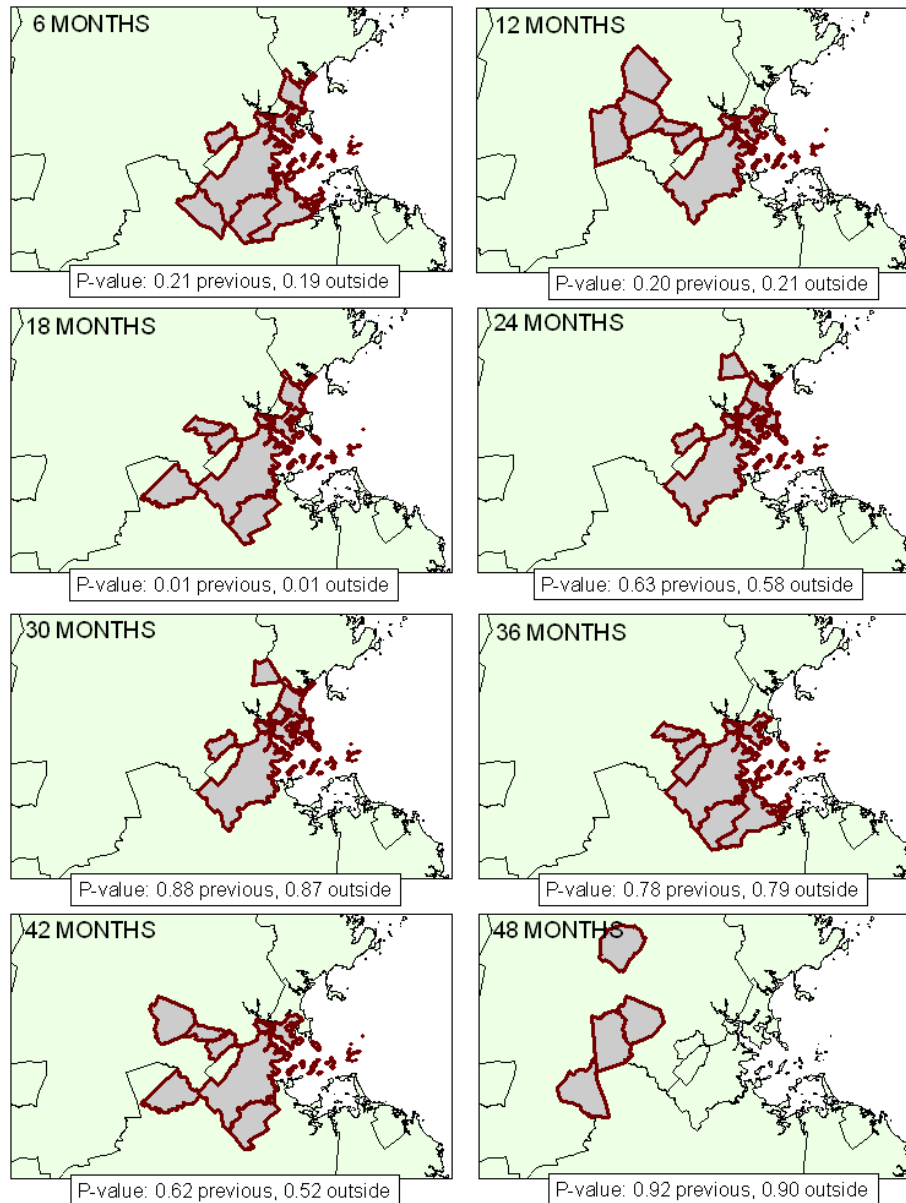 6 MONTHS
12 MONTHS
P-value: 0.21 previous, 0.19 outside
P-value: 0.20 previous, 0.21 outside
18 MONTHS
24 MONTHS
P-value: 0.01 previous, 0.01 outside
P-value: 0.63 previous, 0.58 outside
30 MONTHS
36 MONTHS
P-value: 0.88 previous, 0.87 outside
P-value: 0.78 previous, 0.79 outside
42 MONTHS
48 MONTHS
P-value: 0.62 previous, 0.52 outside
P-value: 0.92 previous, 0.90 outside